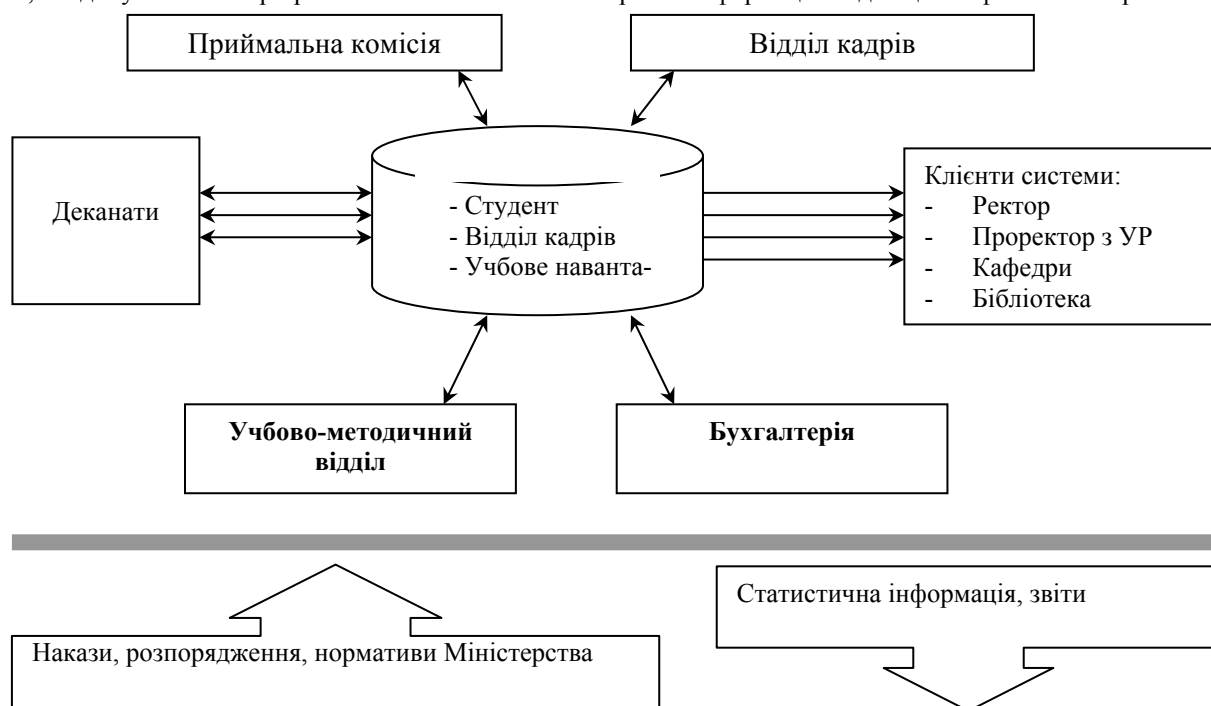 Приймальна комісія
Відділ кадрів
Деканати
- Студент
- Відділ кадрів
- Учбове наванта-
Клієнти системи:
- Ректор
- Проректор з УР
- Кафедри
- Бібліотека
Учбово-методичний
відділ
Бухгалтерія
Статистична інформація, звіти
Накази, розпорядження, нормативи Міністерства